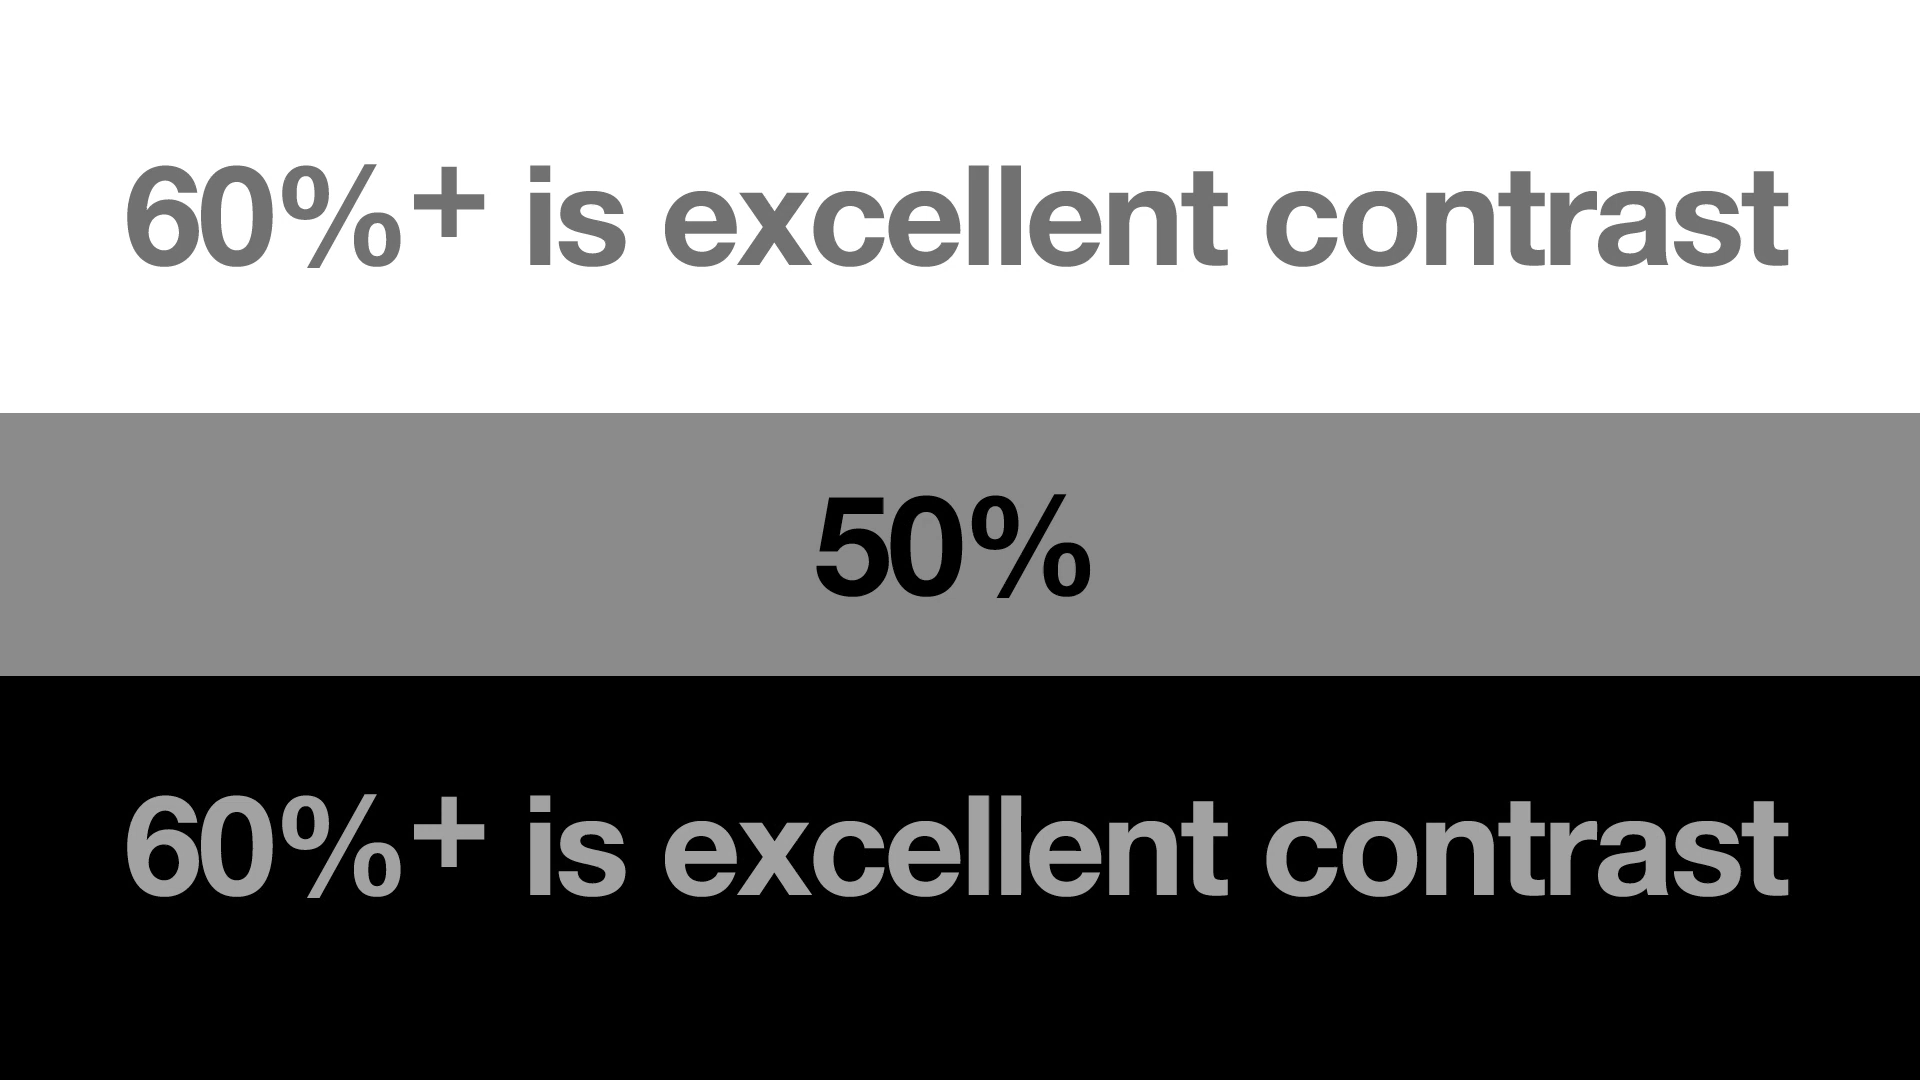 60%+ is excellent contrast
50%
60%+ is excellent contrast